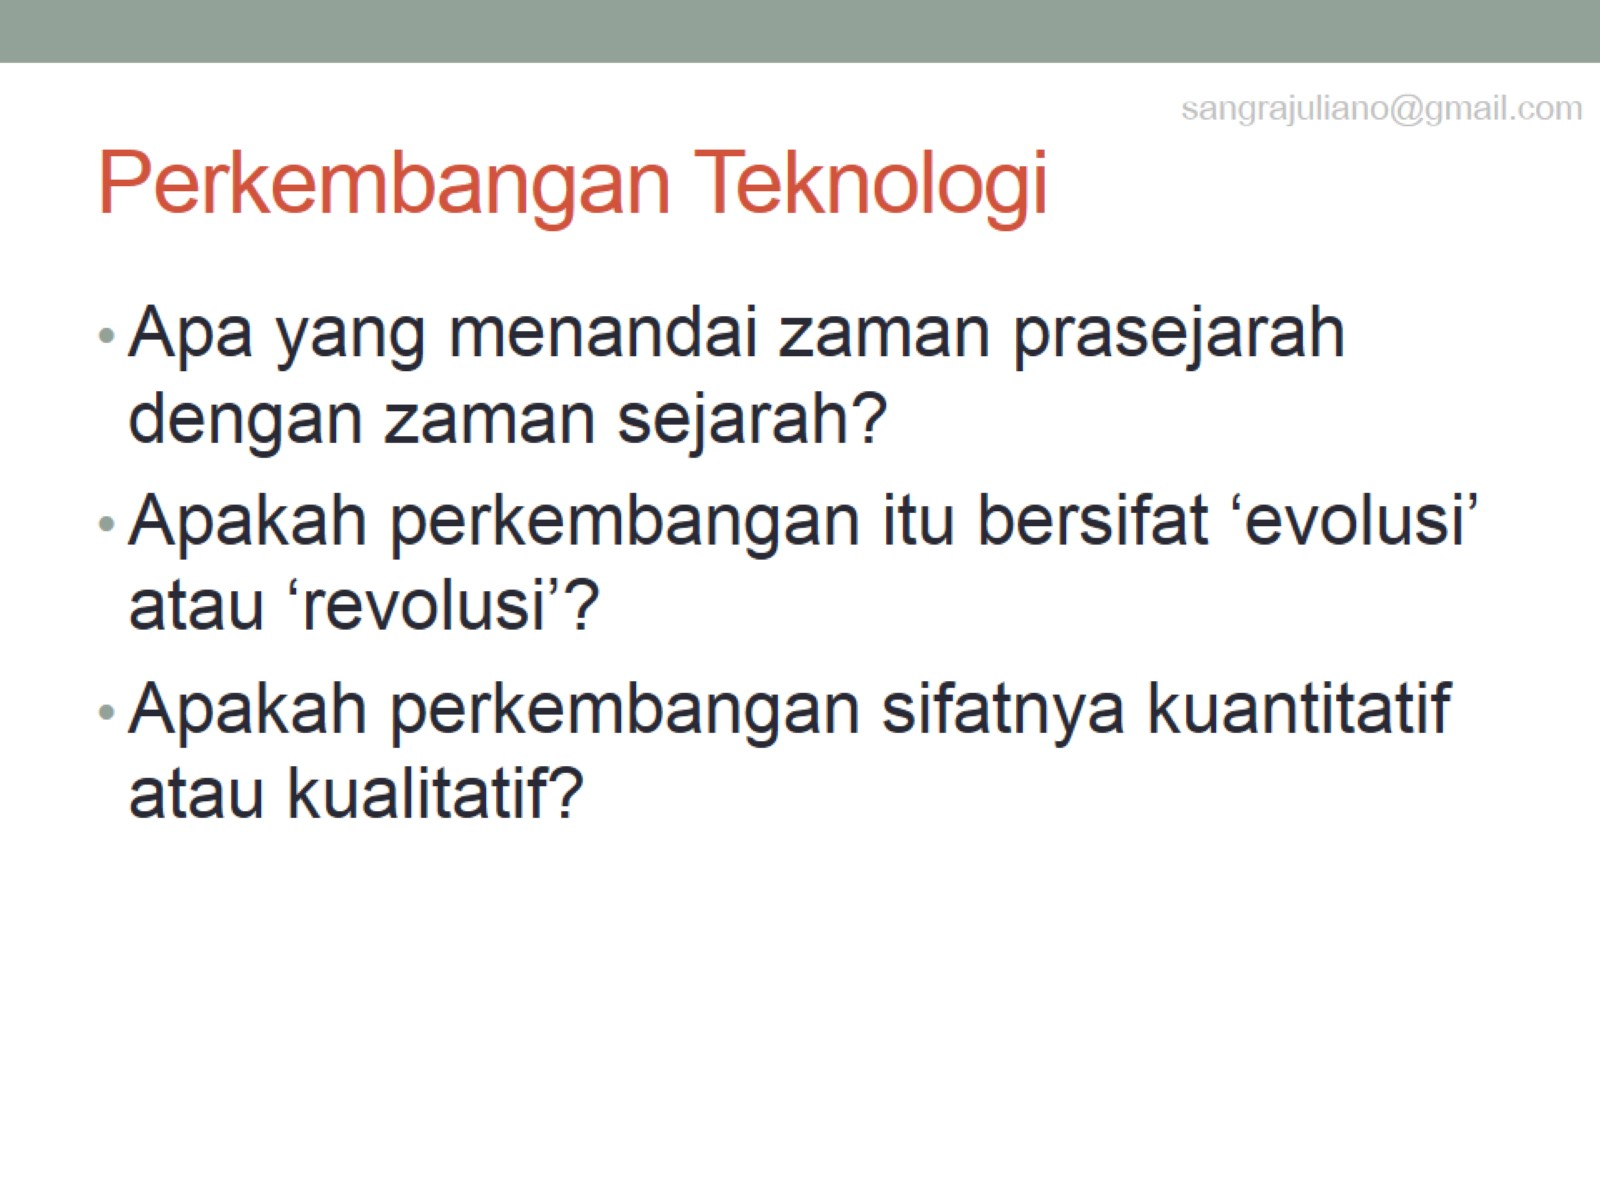 sangrajuliano@gmail.com
Perkembangan Teknologi
• Apa yang menandai zaman prasejarah
dengan zaman sejarah?
• Apakah perkembangan itu bersifat ‘evolusi’
atau ‘revolusi’?
• Apakah perkembangan sifatnya kuantitatif
atau kualitatif?